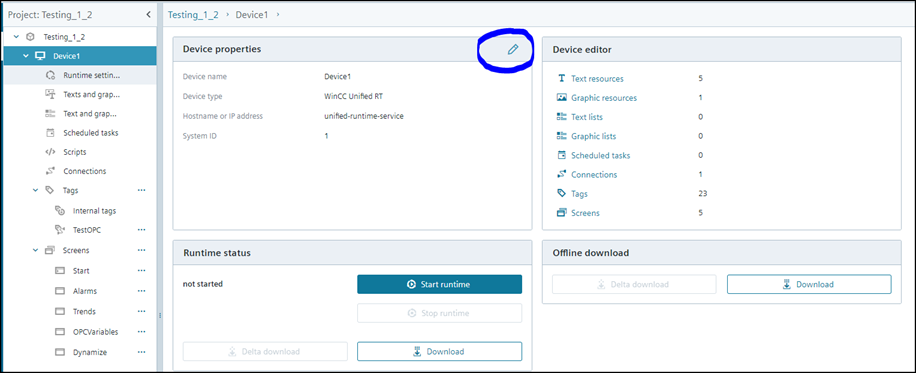 Project: Testing_1_2
Testing_1_2
Device1
Runtime settin...
Texts and grap...
Text and grap...
Scheduled tasks
Scripts
Connections
Tags
Internal tags
TestOPC
Screens
Start
Alarms
Trends
OPCVariables
Dynamize
Testing_1_2 > Device1 >
Device properties
Device name Device1
Device type WinCC Unified RT
Hostname or IP address unified-runtime-service
System ID 1
Device editor
Text resources 5
Graphic resources 1
Text lists 0
Graphic lists 0
Scheduled tasks 0
Connections 1
Tags 23
Screens 5
Runtime status
not started Start runtime
Stop runtime
Delta download Download
Offline download
Delta download Download